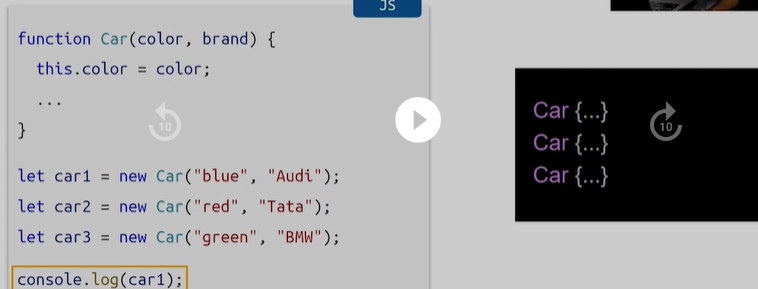 JS
function Car(color, brand) {
this.color = color;
...
}
let car1 = new Car("blue", "Audi");
let car2 = new Car("red", "Tata");
let car3 = new Car("green", "BMW");
console.log(car1);
10
10
Car {...}
Car {...}
Car {...}